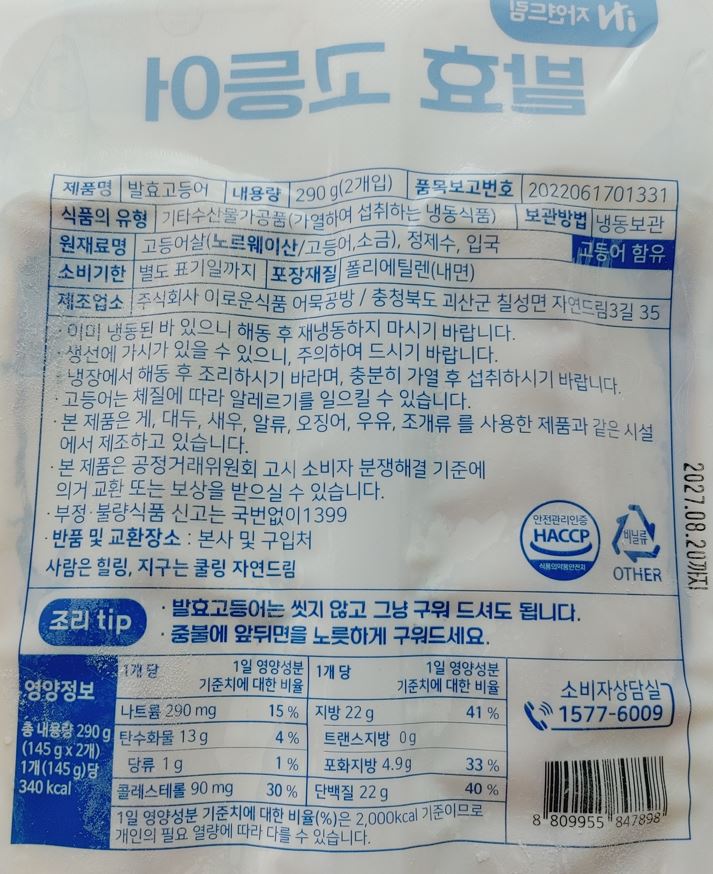 iN 자연드림
발효 고등어
제품명 발효고등어 내용량 290 g(2개입) 품목보고번호 2022061701331
식품의 유형 기타수산물가공품(가열하여 섭취하는 냉동식품) 보관방법 냉동보관
원재료명 고등어살(노르웨이산/고등어,소금), 정제수, 입국 고등어 함유
소비기한 별도 표기일까지 포장재질 폴리에틸렌(내면)
제조업소 주식회사 이로운식품 어묵공방 / 충청북도 괴산군 칠성면 자연드림3길 35
· 이미 냉동된 바 있으니 해동 후 재냉동하지 마시기 바랍니다.
· 생선에 가시가 있을 수 있으니, 주의하여 드시기 바랍니다.
· 냉장에서 해동 후 조리하시기 바라며, 충분히 가열 후 섭취하시기 바랍니다.
· 고등어는 체질에 따라 알레르기를 일으킬 수 있습니다.
· 본 제품은 게, 대두, 새우, 알류, 오징어, 우유, 조개류 를 사용한 제품과 같은 시설
에서 제조하고 있습니다.
· 본 제품은 공정거래위원회 고시 소비자 분쟁해결 기준에
의거 교환 또는 보상을 받으실 수 있습니다.
· 부정·불량식품 신고는 국번없이1399
· 반품 및 교환장소 : 본사 및 구입처
사람은 힐링, 지구는 쿨링 자연드림
안전관리인증
HACCP
식품의약품안전처
비닐류
OTHER
2027.08.20까지
조리 tip
· 발효고등어는 씻지 않고 그냥 구워 드셔도 됩니다.
· 중불에 앞뒤면을 노릇하게 구워드세요.
영양정보
총 내용량 290 g
(145 g x 2개)
1개(145 g)당
340 kcal
1개 당 1일 영양성분 기준치에 대한 비율 1개 당 1일 영양성분 기준치에 대한 비율
나트륨 290 mg 15 % 지방 22 g 41 %
탄수화물 13 g 4 % 트랜스지방 0g
당류 1 g 1 % 포화지방 4.9 g 33 %
콜레스테롤 90 mg 30 % 단백질 22 g 40 %
1일 영양성분 기준치에 대한 비율(%)은 2,000kcal 기준이므로
개인의 필요 열량에 따라 다를 수 있습니다.
소비자상담실
1577-6009
8 809955 847898